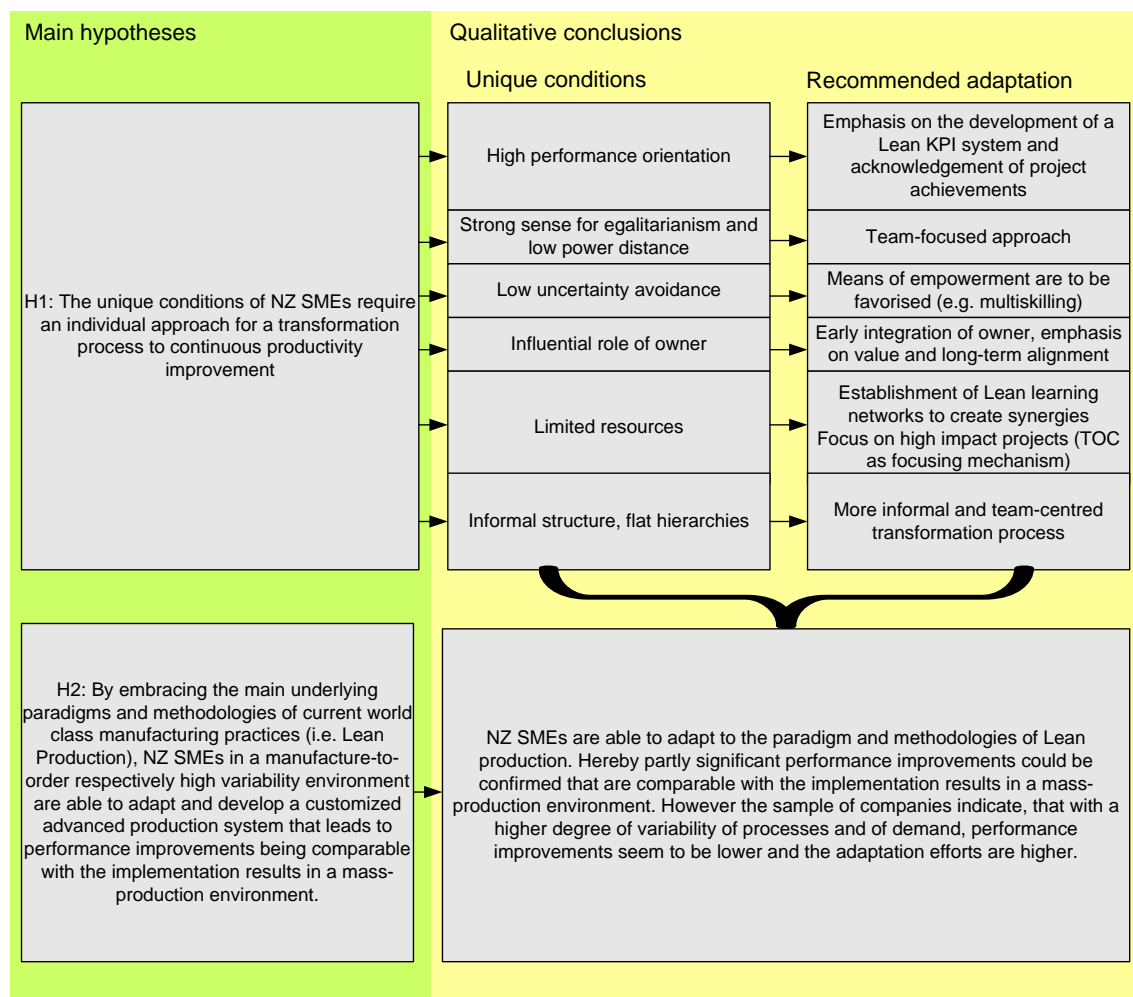 Main hypotheses
Qualitative conclusions
Unique conditions
Recommended adaptation
H1: The unique conditions of NZ SMEs require
an individual approach for a transformation
process to continuous productivity
improvement
High performance orientation
Emphasis on the development of a
Lean KPI system and
acknowledgement of project
achievements
Strong sense for egalitarianism and
low power distance
Team-focused approach
Low uncertainty avoidance
Means of empowerment are to be
favorised (e.g. multiskilling)
Influential role of owner
Early integration of owner, emphasis
on value and long-term alignment
Limited resources
Establishment of Lean learning
networks to create synergies
Focus on high impact projects (TOC
as focusing mechanism)
Informal structure, flat hierarchies
More informal and team-centred
transformation process
H2: By embracing the main underlying
paradigms and methodologies of current world
class manufacturing practices (i.e. Lean
Production), NZ SMEs in a manufacture-to-
order respectively high variability environment
are able to adapt and develop a customized
advanced production system that leads to
performance improvements being comparable
with the implementation results in a mass-
production environment.
NZ SMEs are able to adapt to the paradigm and methodologies of Lean
production. Hereby partly significant performance improvements could be
confirmed that are comparable with the implementation results in a mass-
production environment. However the sample of companies indicate, that with a
higher degree of variability of processes and of demand, performance
improvements seem to be lower and the adaptation efforts are higher.